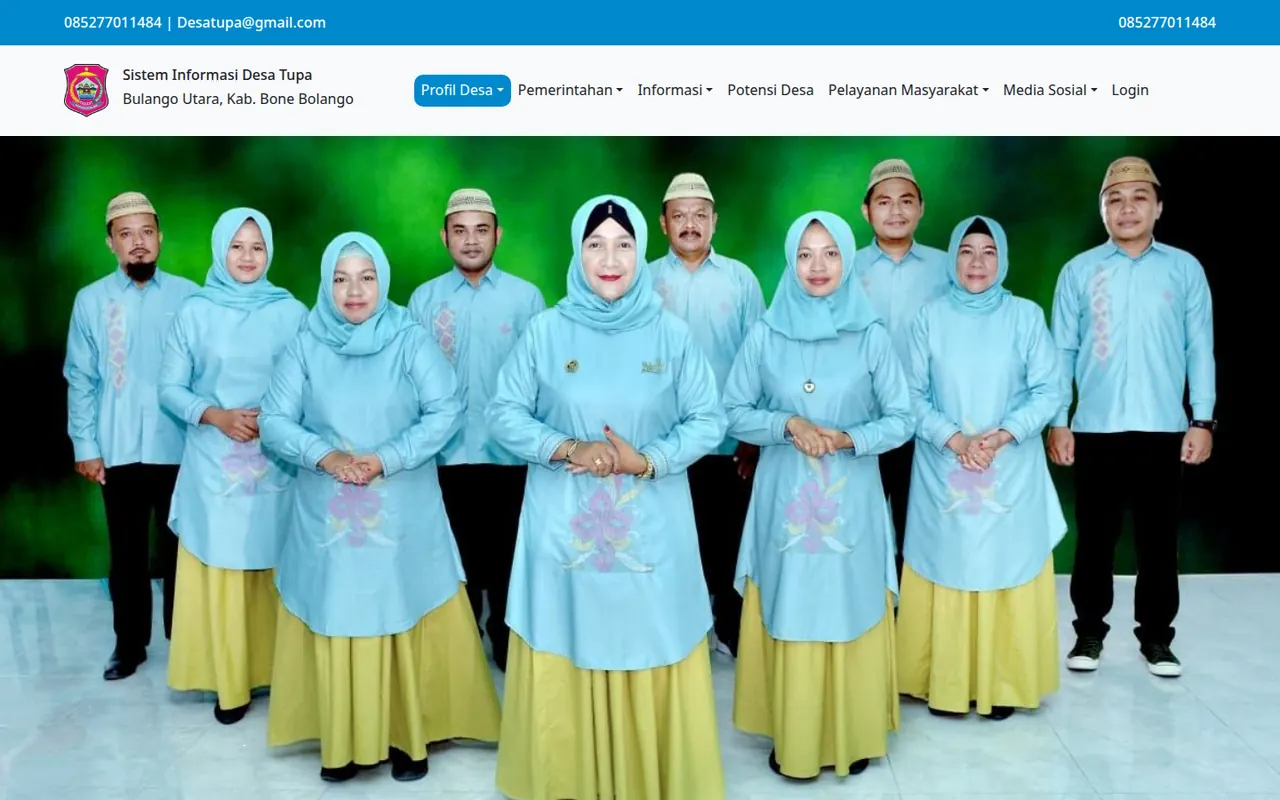 085277011484 | Desatupa@gmail.com
085277011484
Sistem Informasi Desa Tupa
Bulango Utara, Kab. Bone Bolango
Profil Desa
Pemerintahan
Informasi
Potensi Desa
Pelayanan Masyarakat
Media Sosial
Login